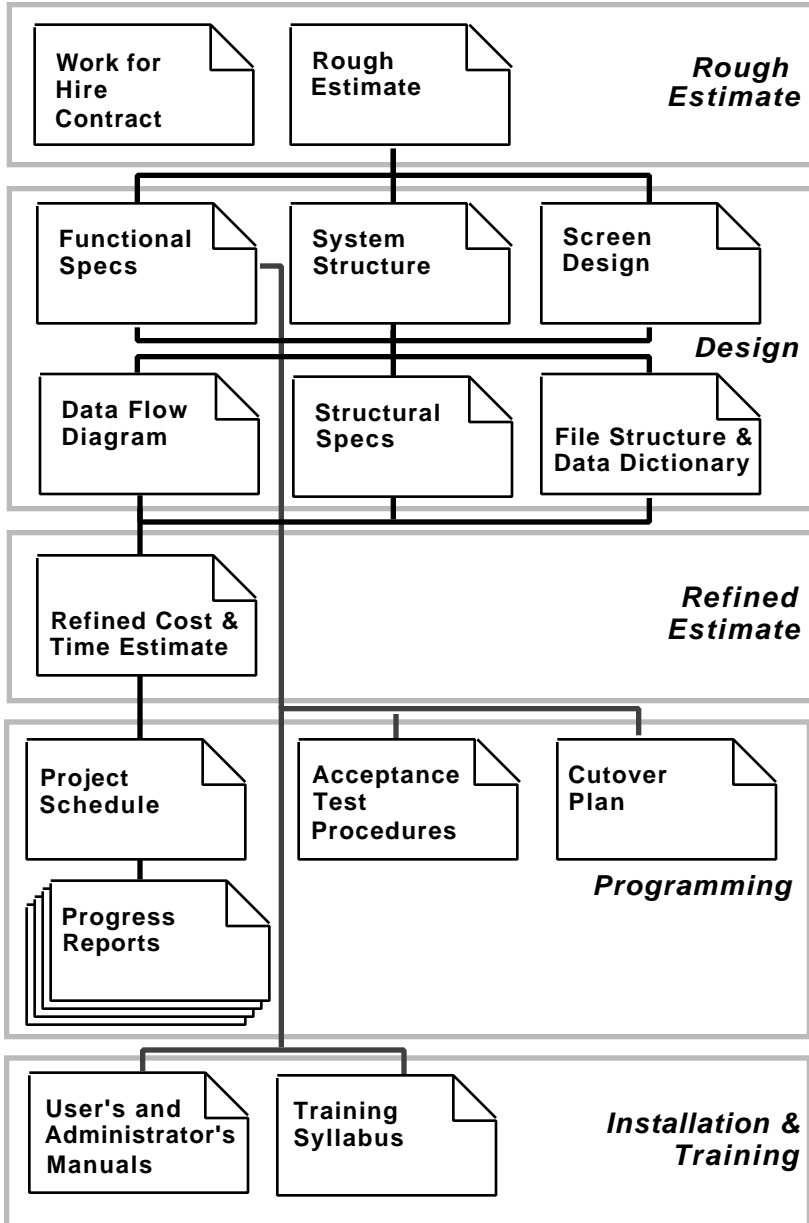 Work for
Hire
Contract
Rough
Estimate
Rough
Estimate
Functional
Specs
System
Structure
Screen
Design
Design
Data Flow
Diagram
Structural
Specs
File Structure &
Data Dictionary
Refined Cost &
Time Estimate
Refined
Estimate
Project
Schedule
Acceptance
Test
Procedures
Cutover
Plan
Programming
Progress
Reports
User's and
Administrator's
Manuals
Training
Syllabus
Installation &
Training